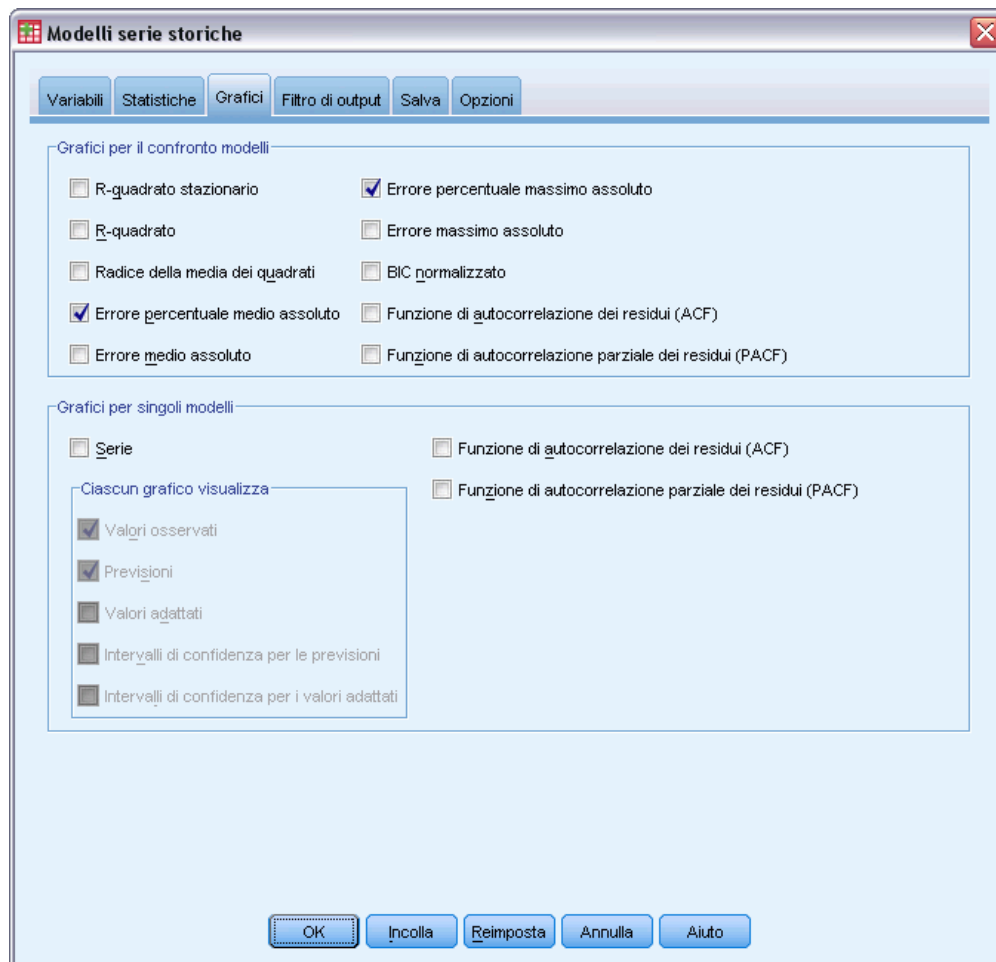 Modelli serie storiche
Variabili Statistiche Grafici Filtro di output Salva Opzioni
Grafici per il confronto modelli
R-quadrato stazionario
Errore percentuale massimo assoluto
R-quadrato
Errore massimo assoluto
Radice della media dei quadrati
BIC normalizzato
Errore percentuale medio assoluto
Funzione di autocorrelazione dei residui (ACF)
Errore medio assoluto
Funzione di autocorrelazione parziale dei residui (PACF)
Grafici per singoli modelli
Serie
Funzione di autocorrelazione dei residui (ACF)
Ciascun grafico visualizza
Funzione di autocorrelazione parziale dei residui (PACF)
Valori osservati
Previsioni
Valori adattati
Intervalli di confidenza per le previsioni
Intervalli di confidenza per i valori adattati
OK Incolla Reimposta Annulla Aiuto